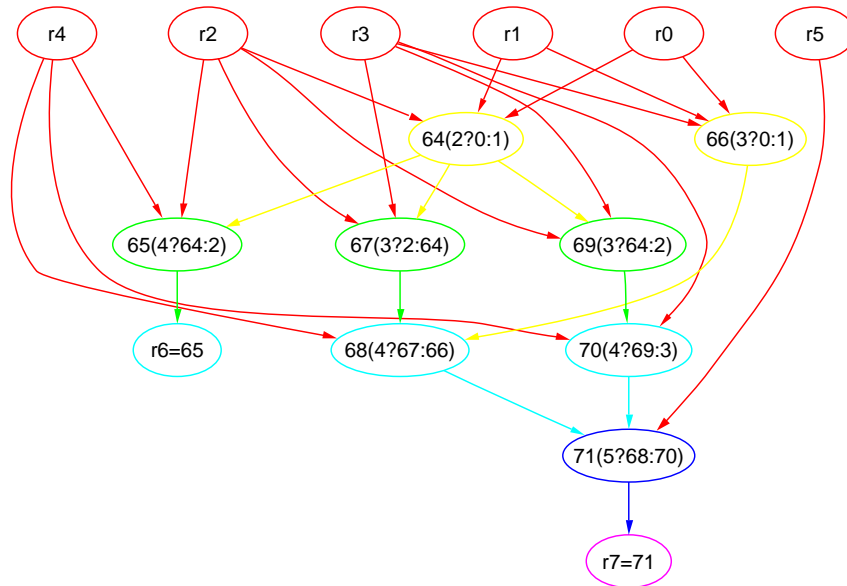 r4
r2
r3
r1
r0
r5
64(2?0:1)
66(3?0:1)
65(4?64:2)
67(3?2:64)
69(3?64:2)
r6=65
68(4?67:66)
70(4?69:3)
71(5?68:70)
r7=71